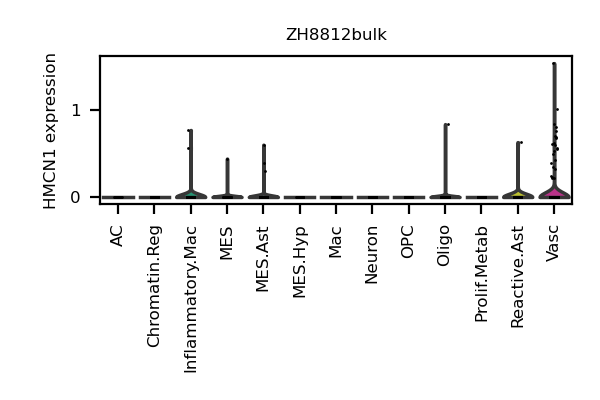 ZH8812bulk
HMCN1 expression
1
0
AC
Chromatin.Reg
Inflammatory.Mac
MES
MES.Ast
MES.Hyp
Mac
Neuron
OPC
Oligo
Prolif.Metab
Reactive.Ast
Vasc